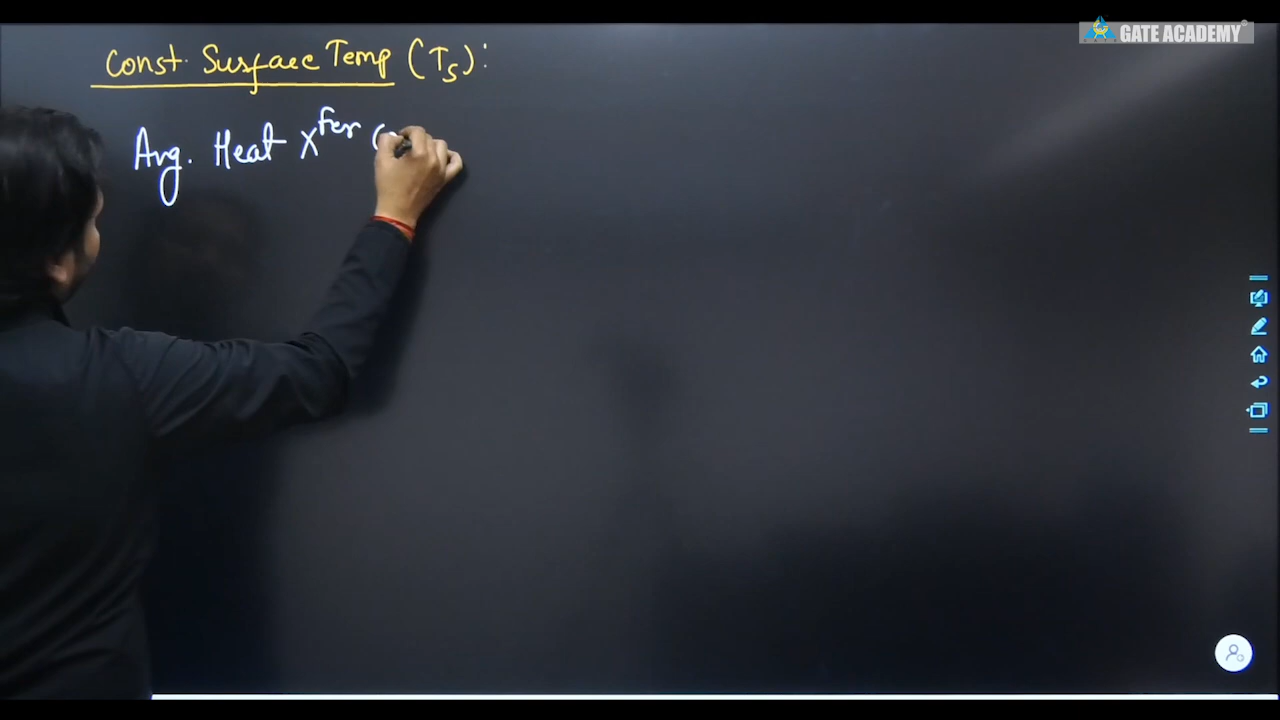 GATE ACADEMY
Const. Surface Temp (Ts):
Avg. Heat Xfer (